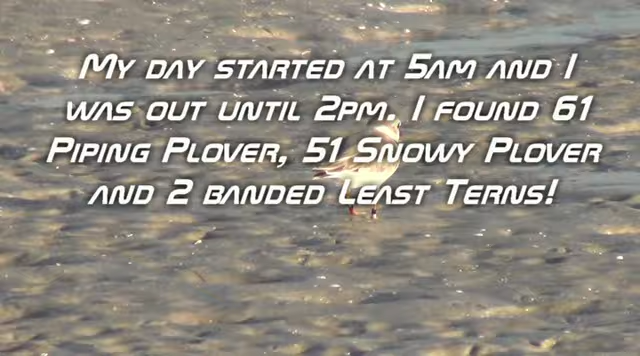 My day started at 5am and I
was out until 2pm. I found 61
Piping Plover, 51 Snowy Plover
and 2 banded Least Terns!